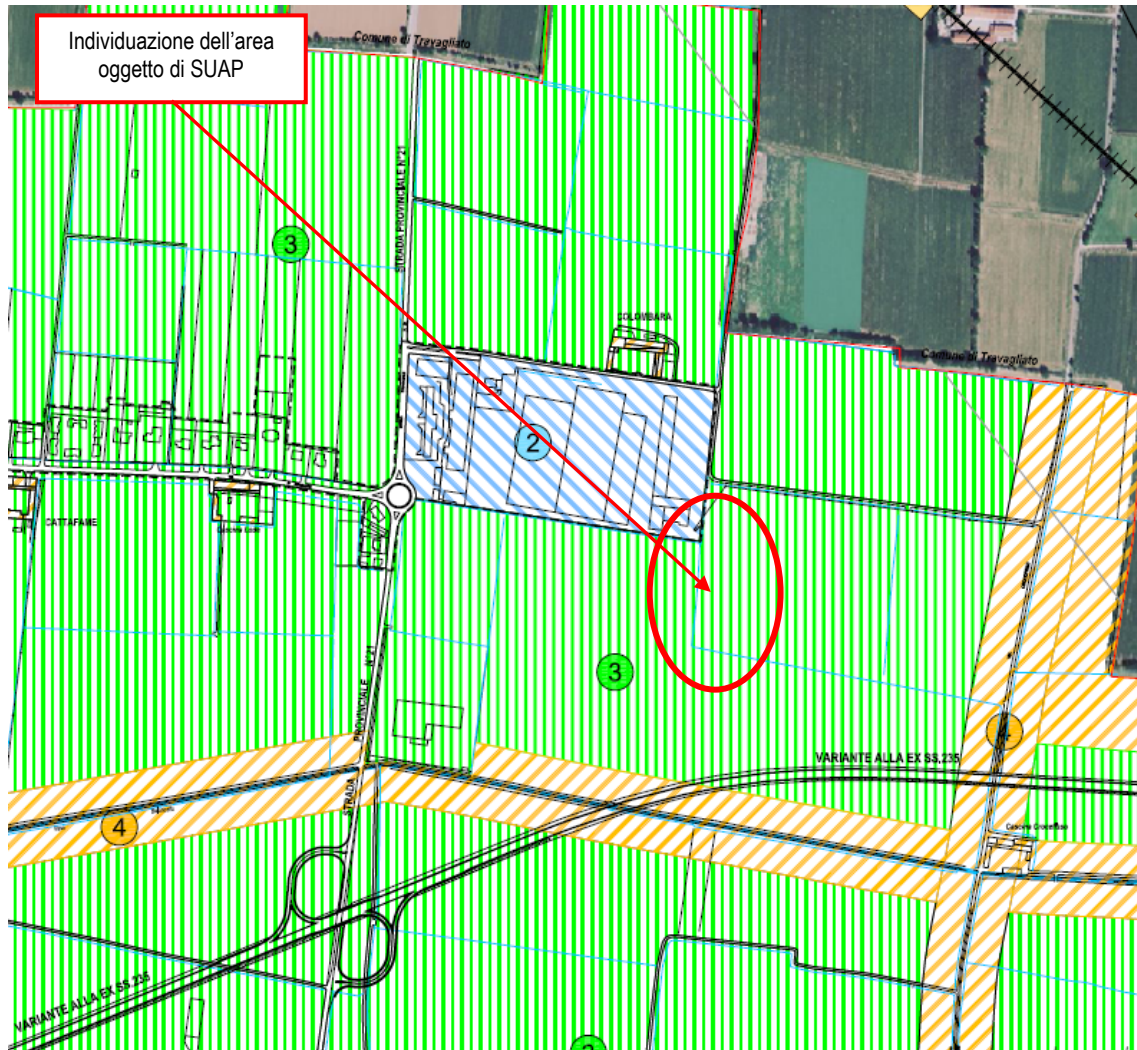 Individuazione dell’area
oggetto di SUAP
Comune di Travagliato
STRADA PROVINCIALE N°21
3
COLOMBARA
Comune di Travagliato
2
CATTAFAME
3
STRADA PROVINCIALE N°21
VARIANTE ALLA EX SS.235
4
4
VARIANTE ALLA EX SS.235